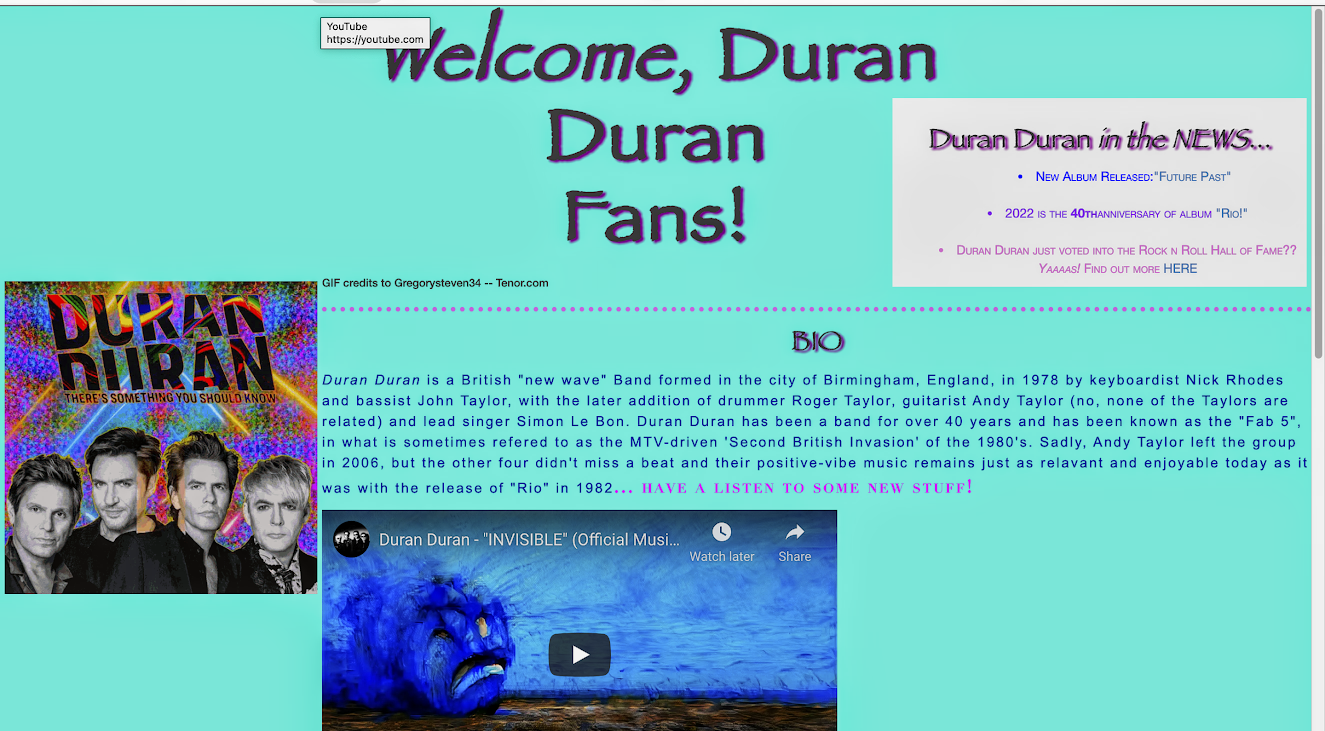 YouTube
https://youtube.com
Welcome, Duran
Duran
Fans!
Duran Duran in the NEWS...
• New Album Released:"Future Past"
• 2022 is the 40thanniversary of album "Rio!"
• Duran Duran just voted into the Rock n Roll Hall of Fame??
Yaaaas! Find out more HERE
GIF credits to Gregorysteven34 -- Tenor.com
DURAN
DURAN
THERE'S SOMETHING YOU SHOULD KNOW
BIO
Duran Duran is a British "new wave" Band formed in the city of Birmingham, England, in 1978 by keyboardist Nick Rhodes
and bassist John Taylor, with the later addition of drummer Roger Taylor, guitarist Andy Taylor (no, none of the Taylors are
related) and lead singer Simon Le Bon. Duran Duran has been a band for over 40 years and has been known as the "Fab 5",
in what is sometimes refered to as the MTV-driven 'Second British Invasion' of the 1980's. Sadly, Andy Taylor left the group
in 2006, but the other four didn't miss a beat and their positive-vibe music remains just as relavant and enjoyable today as it
was with the release of "Rio" in 1982... have a listen to some new stuff!
Duran Duran - "INVISIBLE" (Official Musi...
Watch later
Share